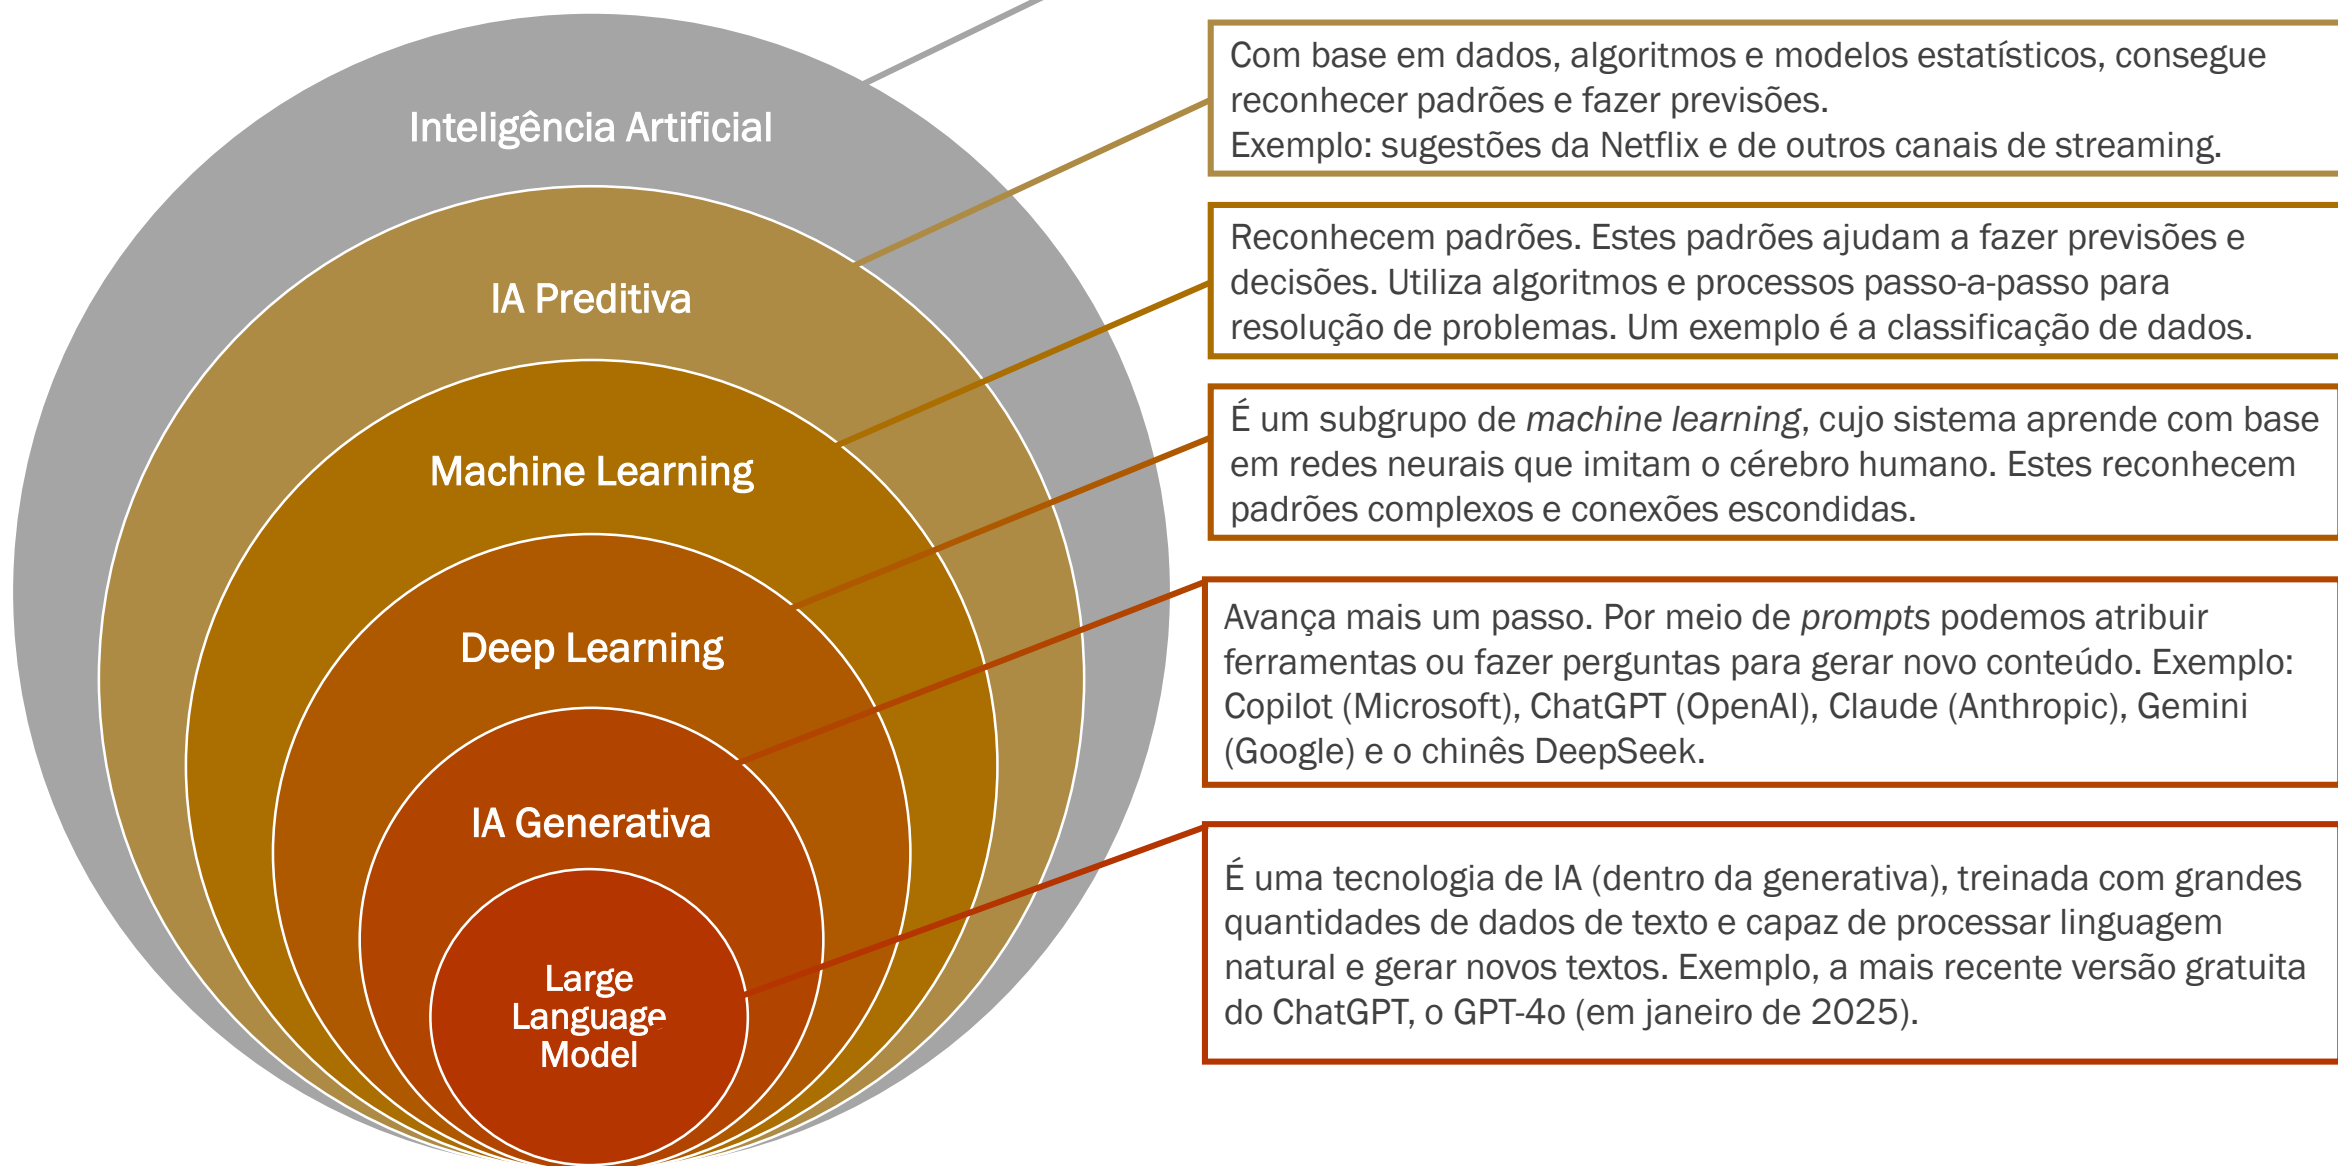 Inteligência Artificial
IA Preditiva
Machine Learning
Deep Learning
IA Generativa
Large
Language
Model
Com base em dados, algoritmos e modelos estatísticos, consegue
reconhecer padrões e fazer previsões.
Exemplo: sugestões da Netflix e de outros canais de streaming.
Reconhecem padrões. Estes padrões ajudam a fazer previsões e
decisões. Utiliza algoritmos e processos passo-a-passo para
resolução de problemas. Um exemplo é a classificação de dados.
É um subgrupo de machine learning, cujo sistema aprende com base
em redes neurais que imitam o cérebro humano. Estes reconhecem
padrões complexos e conexões escondidas.
Avança mais um passo. Por meio de prompts podemos atribuir
ferramentas ou fazer perguntas para gerar novo conteúdo. Exemplo:
Copilot (Microsoft), ChatGPT (OpenAI), Claude (Anthropic), Gemini
(Google) e o chinês DeepSeek.
É uma tecnologia de IA (dentro da generativa), treinada com grandes
quantidades de dados de texto e capaz de processar linguagem
natural e gerar novos textos. Exemplo, a mais recente versão gratuita
do ChatGPT, o GPT-4o (em janeiro de 2025).